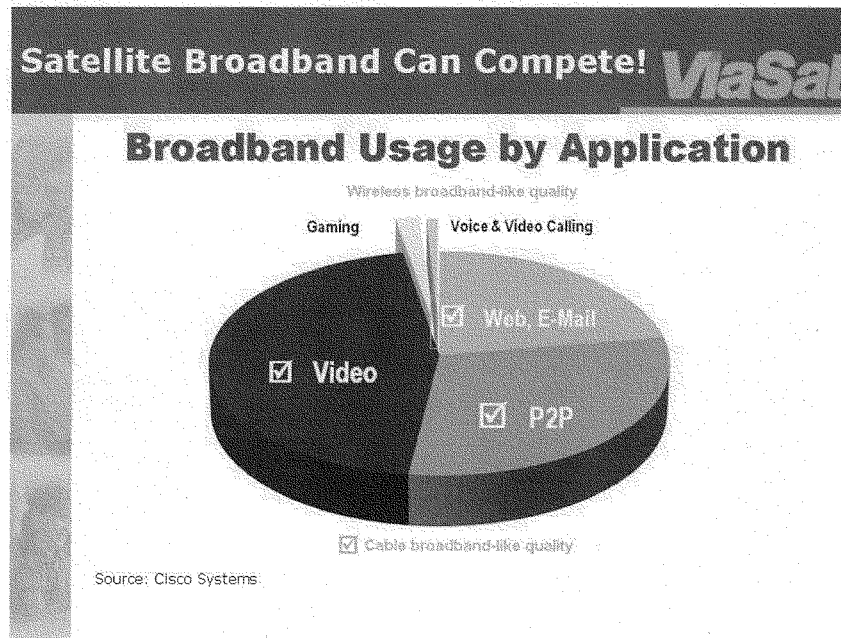 Satellite Broadband Can Compete!
ViaSat
Broadband Usage by Application
Wireless broadband-like quality
Gaming
Voice & Video Calling
☑ Web, E-Mail
☑ Video
☑ P2P
☑ Cable broadband-like quality
Source: Cisco Systems